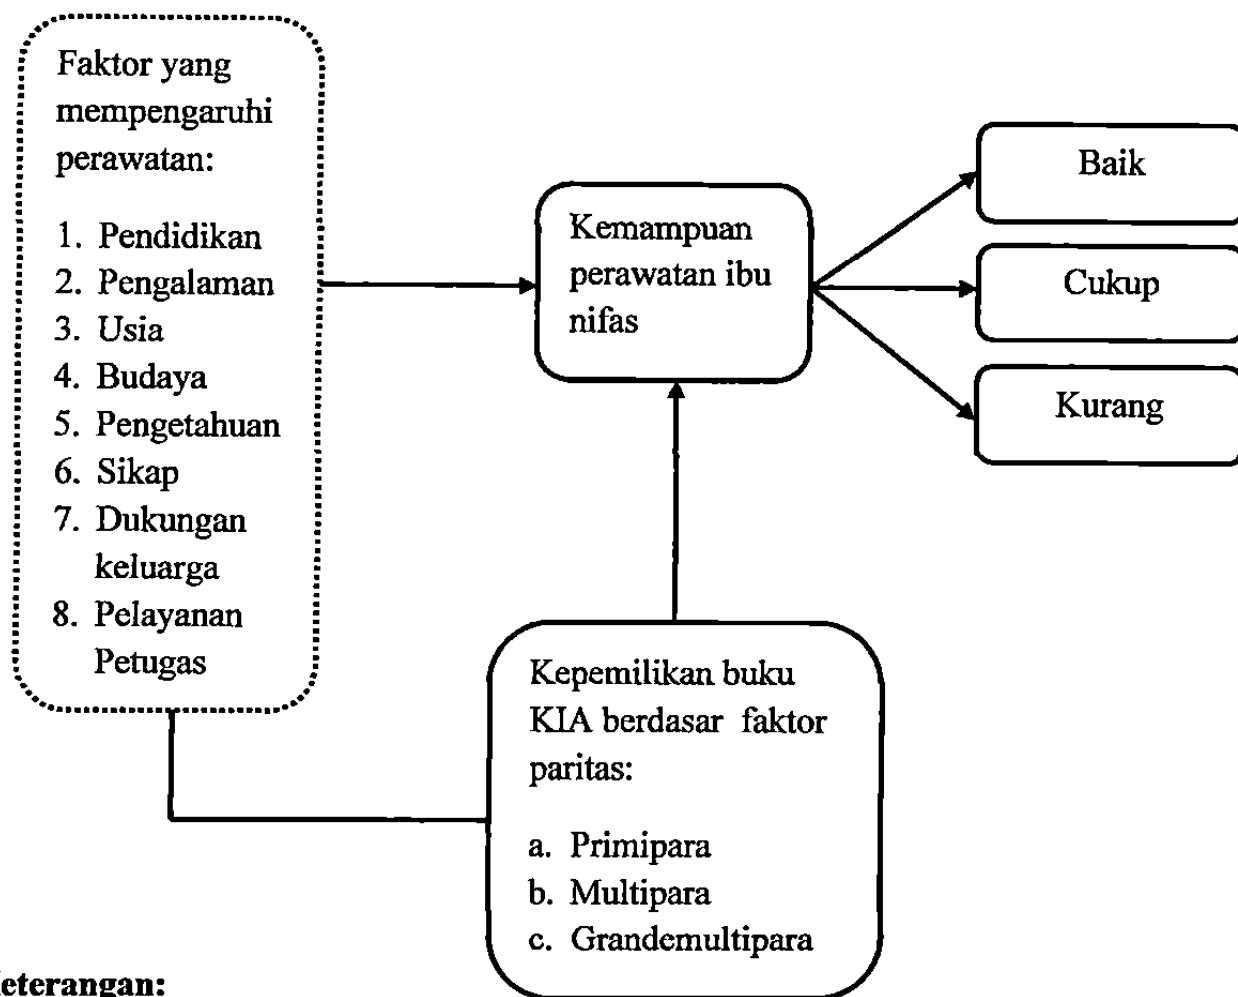 Faktor yang
mempengaruhi
perawatan:
1. Pendidikan
2. Pengalaman
3. Usia
4. Budaya
5. Pengetahuan
6. Sikap
7. Dukungan
keluarga
8. Pelayanan
Petugas
Kemampuan
perawatan ibu
nifas
Baik
Cukup
Kurang
Kepemilikan buku
KIA berdasar faktor
paritas:
a. Primipara
b. Multipara
c. Grandemultipara
eterangan: